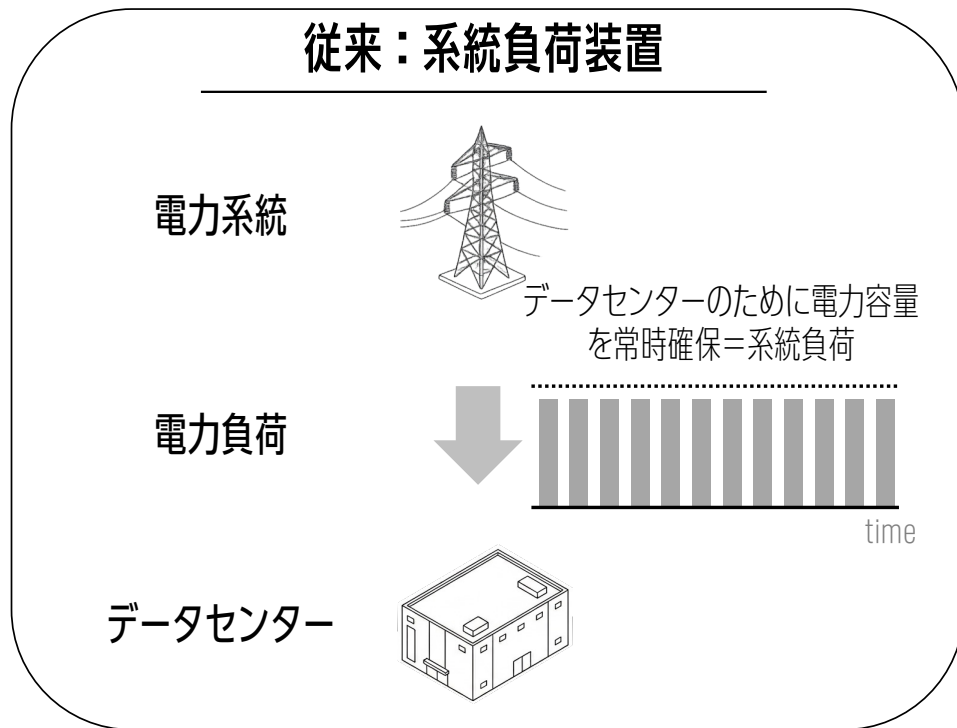 従来：系統負荷装置
電力系統
データセンターのために電力容量
を常時確保＝系統負荷
電力負荷
time
データセンター